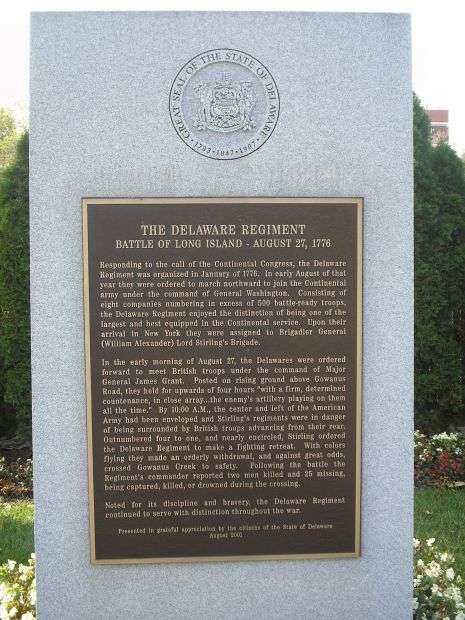 GREAT SEAL OF THE STATE OF DELAWARE
1793 · 1847 · 1907
THE DELAWARE REGIMENT
BATTLE OF LONG ISLAND - AUGUST 27, 1776
Responding to the call of the Continental Congress, the Delaware
Regiment was organized in January of 1776. In early August of that
year they were ordered to march northward to join the Continental
army under the command of General Washington. Consisting of
eight companies numbering in excess of 500 battle-ready troops,
the Delaware Regiment enjoyed the distinction of being one of the
largest and best equipped in the Continental service. Upon their
arrival in New York they were assigned to Brigadier General
(William Alexander) Lord Stirling's Brigade.
In the early morning of August 27, the Delawares were ordered
forward to meet British troops under the command of Major
General James Grant. Posted on rising ground above Gowanus
Road, they held for upwards of four hours "with a firm, determined
countenance, in close array..the enemy's artillery playing on them
all the time." By 10:00 A.M., the center and left of the American
Army had been enveloped and Stirling's regiments were in danger
of being surrounded by British troops advancing from their rear.
Outnumbered four to one, and nearly encircled, Stirling ordered
the Delaware Regiment to make a fighting retreat. With colors
flying they made an orderly withdrawal, and against great odds,
crossed Gowanus Creek to safety. Following the battle the
Regiment's commander reported two men killed and 25 missing,
being captured, killed, or drowned during the crossing.
Noted for its discipline and bravery, the Delaware Regiment
continued to serve with distinction throughout the war.
Presented in grateful appreciation by the citizens of the State of Delaware
August 2001